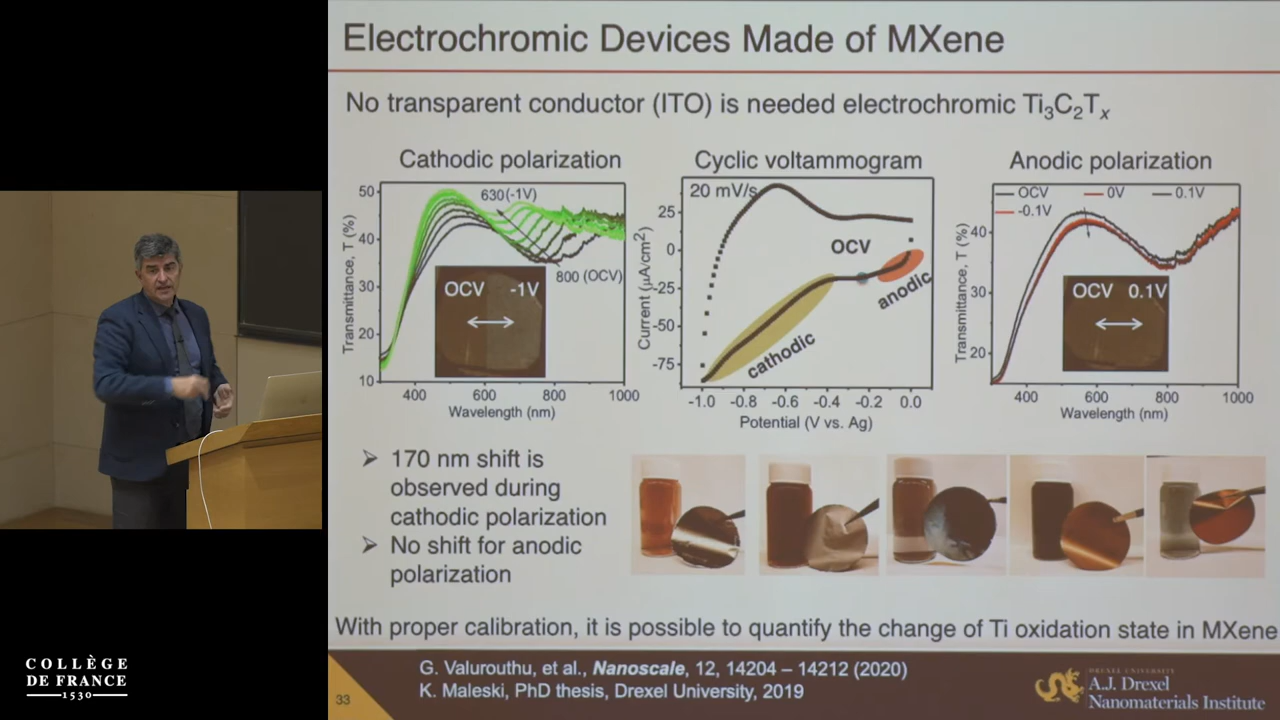 Electrochromic Devices Made of MXene
No transparent conductor (ITO) is needed electrochromic Ti₃C₂Tₓ
Cathodic polarization
50
40
30
20
10
Transmittance, T (%)
630(-1V)
800 (OCV)
OCV -1V
400 600 800 1000
Wavelength (nm)
Cyclic voltammogram
20 mV/s
25
0
-25
-50
-75
Current (µA/cm²)
OCV
anodic
cathodic
-1.0 -0.8 -0.6 -0.4 -0.2 0.0
Potential (V vs. Ag)
Anodic polarization
OCV 0V 0.1V
-0.1V
40
30
20
Transmittance, T (%)
OCV 0.1V
400 600 800 1000
Wavelength (nm)
➤ 170 nm shift is
observed during
cathodic polarization
➤ No shift for anodic
polarization
With proper calibration, it is possible to quantify the change of Ti oxidation state in MXene
G. Valurouthu, et al., Nanoscale, 12, 14204 – 14212 (2020)
K. Maleski, PhD thesis, Drexel University, 2019
33
DREXEL UNIVERSITY
A.J. Drexel
Nanomaterials Institute
COLLÈGE
DE FRANCE
1530